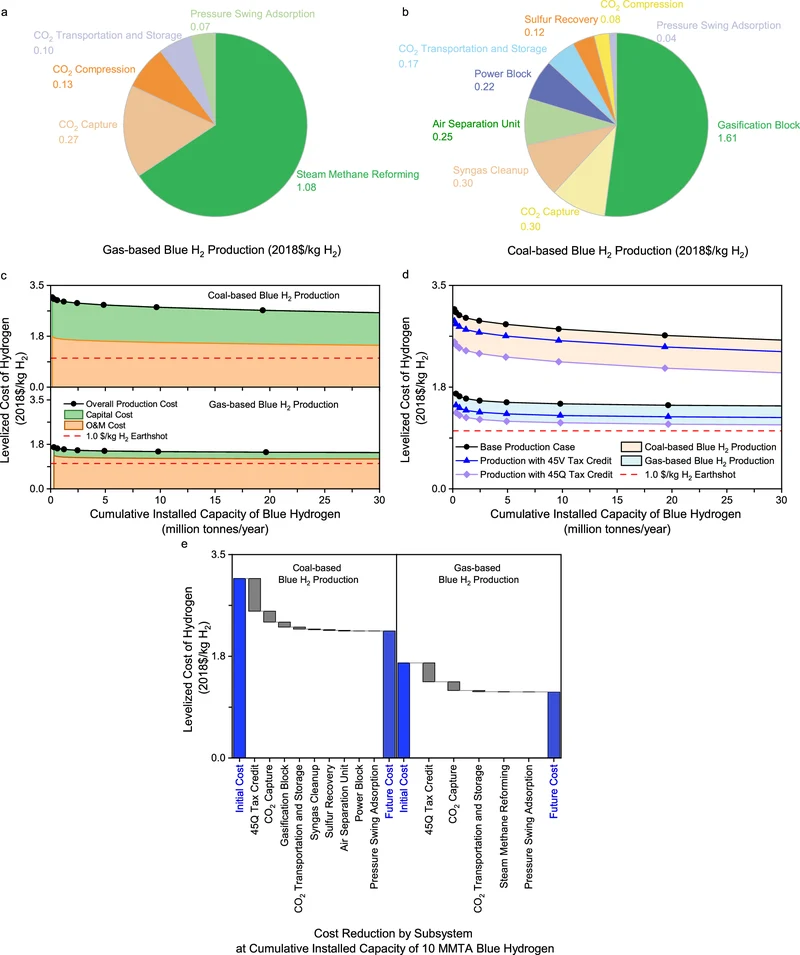 a
Pressure Swing Adsorption
0.07
CO2 Transportation and Storage
0.10
CO2 Compression
0.13
CO2 Capture
0.27
Steam Methane Reforming
1.08
Gas-based Blue H2 Production (2018$/kg H2)
b
CO2 Compression
0.08
Sulfur Recovery
0.12
Pressure Swing Adsorption
0.04
CO2 Transportation and Storage
0.17
Power Block
0.22
Air Separation Unit
0.25
Gasification Block
1.61
Syngas Cleanup
0.30
CO2 Capture
0.30
Coal-based Blue H2 Production (2018$/kg H2)
c
Levelized Cost of Hydrogen
(2018$/kg H2)
3.5
1.8
0.0
Coal-based Blue H2 Production
3.5
1.8
0.0
Gas-based Blue H2 Production
Overall Production Cost
Capital Cost
O&M Cost
1.0 $/kg H2 Earthshot
0 5 10 15 20 25 30
Cumulative Installed Capacity of Blue Hydrogen
(million tonnes/year)
d
Levelized Cost of Hydrogen
(2018$/kg H2)
3.5
1.8
0.0
Base Production Case
Production with 45V Tax Credit
Production with 45Q Tax Credit
Coal-based Blue H2 Production
Gas-based Blue H2 Production
1.0 $/kg H2 Earthshot
0 5 10 15 20 25 30
Cumulative Installed Capacity of Blue Hydrogen
(million tonnes/year)
e
Levelized Cost of Hydrogen
(2018$/kg H2)
3.5
1.8
0.0
Coal-based
Blue H2 Production
Gas-based
Blue H2 Production
Initial Cost
45Q Tax Credit
CO2 Capture
Gasification Block
CO2 Transportation and Storage
Syngas Cleanup
Sulfur Recovery
Air Separation Unit
Power Block
Pressure Swing Adsorption
Future Cost
Initial Cost
45Q Tax Credit
CO2 Capture
CO2 Transportation and Storage
Steam Methane Reforming
Pressure Swing Adsorption
Future Cost
Cost Reduction by Subsystem
at Cumulative Installed Capacity of 10 MMTA Blue Hydrogen